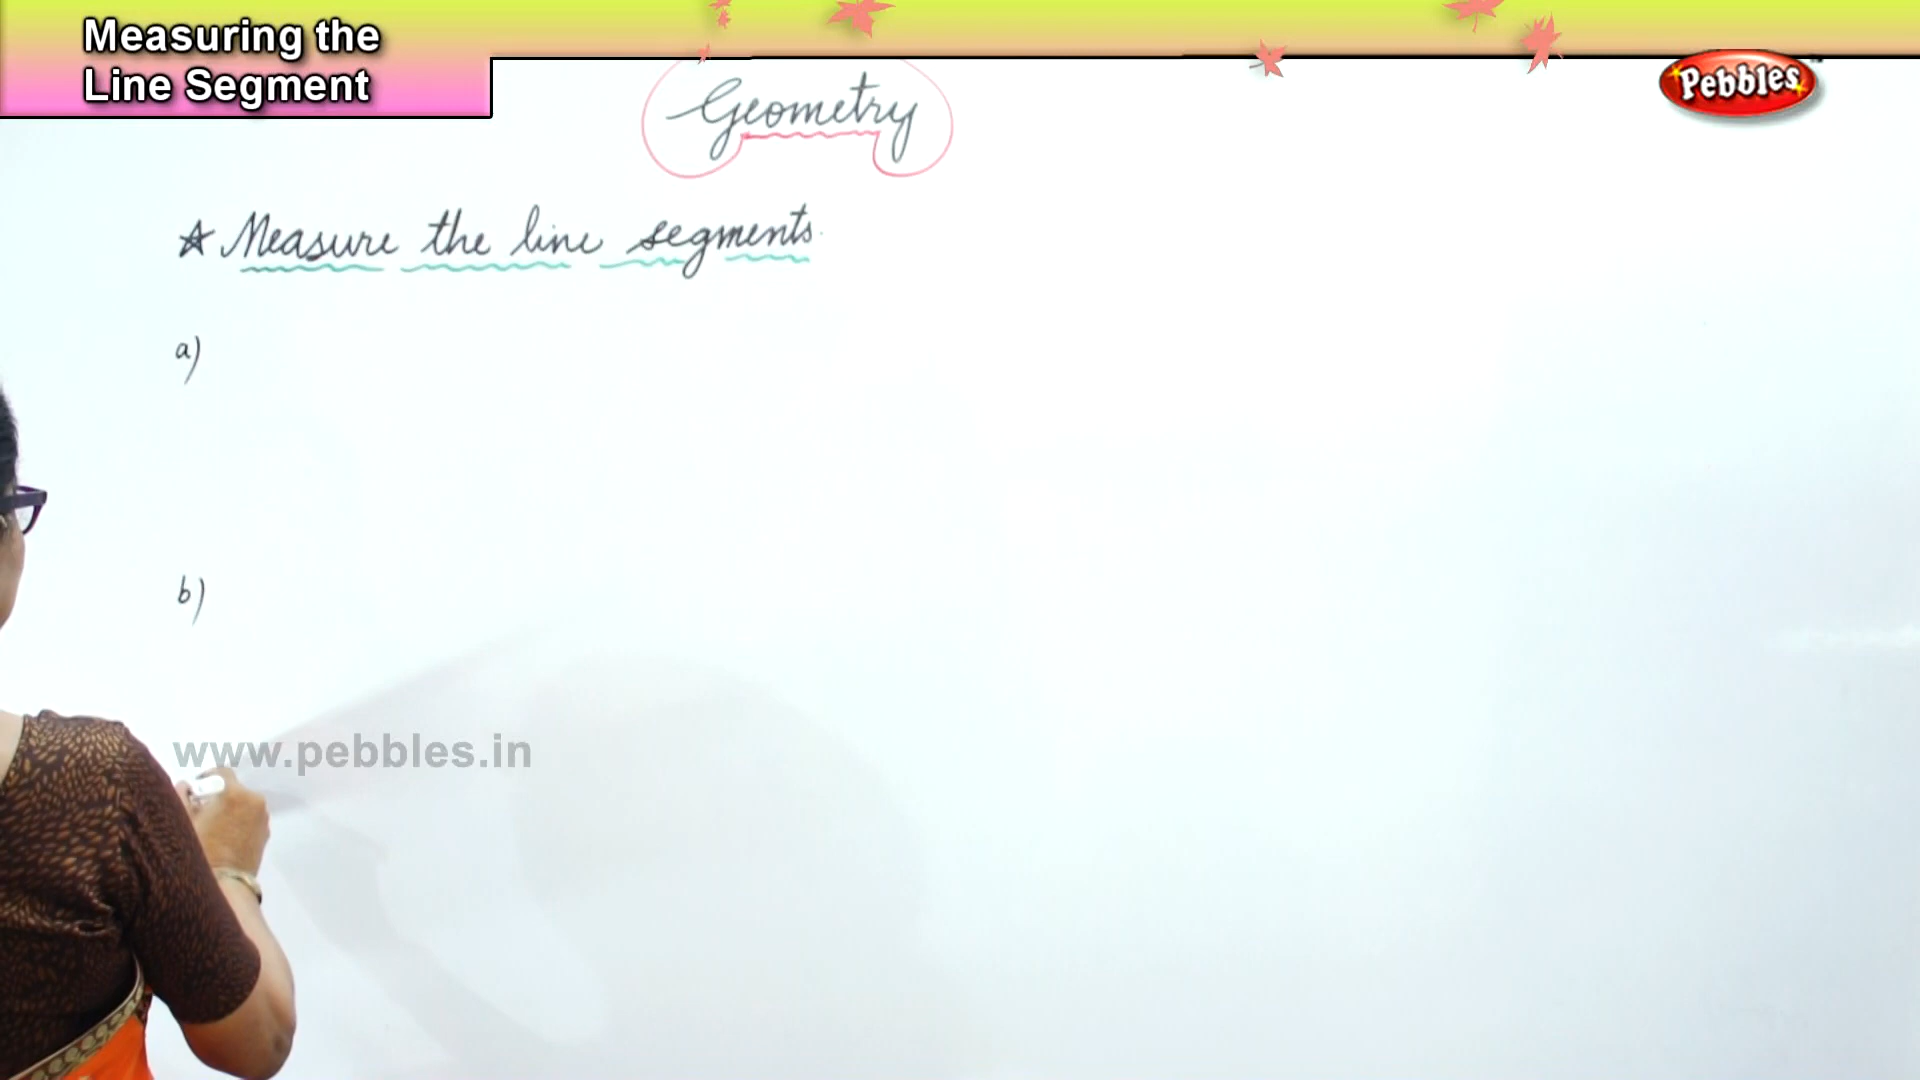 Measuring the
Line Segment
Pebbles
Geometry
☆ Measure the line segments.
a)
b)
www.pebbles.in